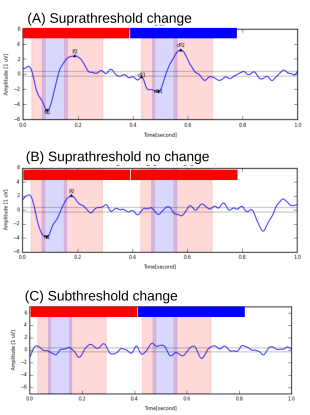 (A) Suprathreshold change
6
4
2
0
−2
−4
−6
Amplitude [1 uV]
P2
cP2
cP1
N1
0.0 0.2 0.4 0.6 0.8 1.0
Time[second]
(B) Suprathreshold no change
6
4
2
0
−2
−4
−6
Amplitude [1 uV]
P2
N1
0.0 0.2 0.4 0.6 0.8 1.0
Time[second]
(C) Subthreshold change
6
4
2
0
−2
−4
−6
Amplitude [1 uV]
0.0 0.2 0.4 0.6 0.8 1.0
Time[second]